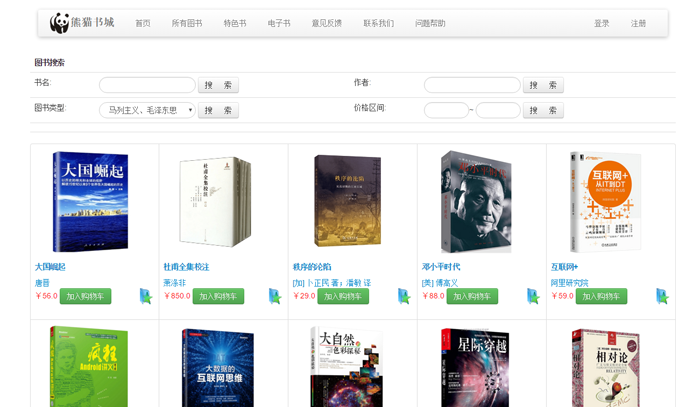 熊猫书城 首页 所有图书 特色书 电子书 意见反馈 联系我们 问题帮助 登录 注册
图书搜索
书名: 搜 索 作者: 搜 索
图书类型: 马列主义、毛泽东思 价格区间: ~ 搜 索
大国崛起
杜甫全集校注
秩序的沦陷
邓小平时代
互联网+
从IT到DT
大国崛起 杜甫全集校注 秩序的沦陷 邓小平时代 互联网+
唐晋 萧涤非 [加] 卜正民 著；潘敏 译 [美] 傅高义 阿里研究院
￥56.0 加入购物车 ￥850.0 加入购物车 ￥29.0 加入购物车 ￥88.0 加入购物车 ￥59.0 加入购物车
疯狂
Android讲义
大数据的
互联网思维
大自然
的色彩探秘
星际穿越
相对论
RELATIVITY